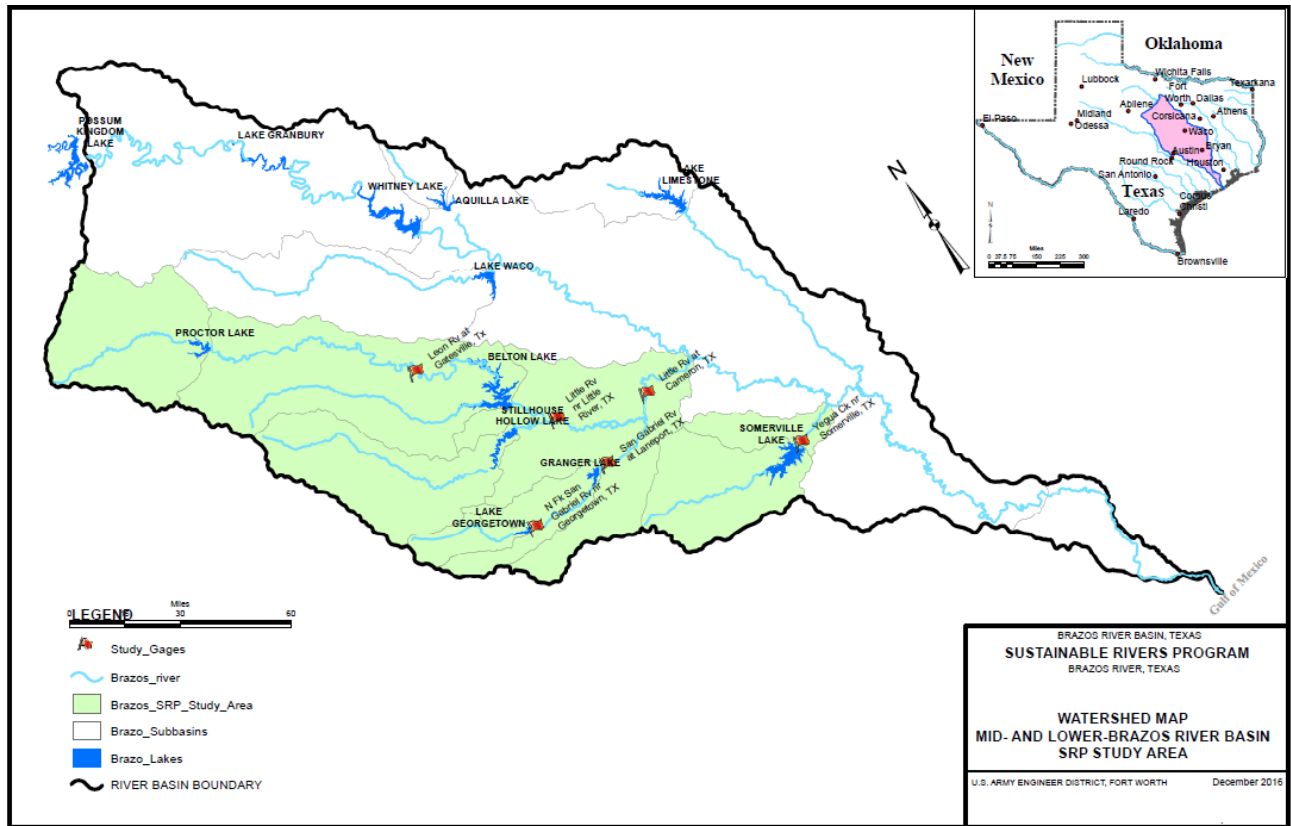 POSSUM
KINGDOM
LAKE
LAKE GRANBURY
WHITNEY LAKE
AQUILLA LAKE
LAKE
LIMESTONE
LAKE WACO
PROCTOR LAKE
Leon Rv at
Gatesville, Tx
BELTON LAKE
Little Rv
nr Little
River, TX
Little Rv at
Cameron, TX
STILLHOUSE
HOLLOW LAKE
San Gabriel Rv
at Laneport, TX
GRANGER LAKE
SOMERVILLE
LAKE
Yegua Ck nr
Somerville, TX
N Fk San
Gabriel Rv nr
Georgetown, TX
LAKE
GEORGETOWN
Gulf of Mexico
N
New
Mexico
Oklahoma
Lubbock
Wichita Falls
Fort
Worth
Dallas
Texarkana
Abilene
Midland
Odessa
El Paso
Corsicana
Athens
Waco
Austin
Bryan
Round Rock
Houston
San Antonio
Texas
Corpus
Christi
Laredo
Brownsville
N
Miles
0 37.5 75 150 225 300
Miles
0 15 30 60
LEGEND
Study_Gages
Brazos_river
Brazos_SRP_Study_Area
Brazo_Subbasins
Brazo_Lakes
RIVER BASIN BOUNDARY
BRAZOS RIVER BASIN, TEXAS
SUSTAINABLE RIVERS PROGRAM
BRAZOS RIVER, TEXAS
WATERSHED MAP
MID- AND LOWER-BRAZOS RIVER BASIN
SRP STUDY AREA
U.S. ARMY ENGINEER DISTRICT, FORT WORTH December 2016